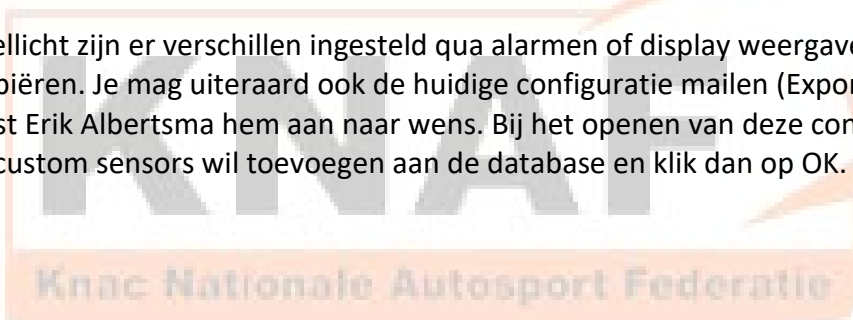 ellicht zijn er verschillen ingesteld qua alarmen of display weergave
piëren. Je mag uiteraard ook de huidige configuratie mailen (Expor
st Erik Albertsma hem aan naar wens. Bij het openen van deze con
custom sensors wil toevoegen aan de database en klik dan op OK.
KNAF
Knac Nationale Autosport Federatie